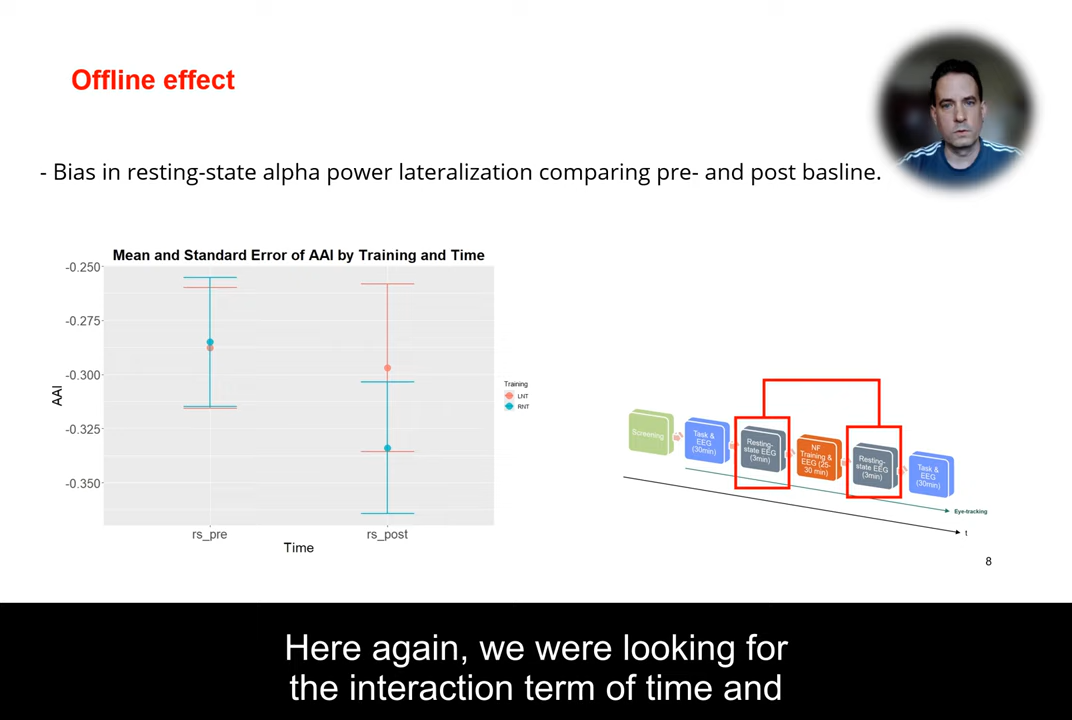 Offline effect
- Bias in resting-state alpha power lateralization comparing pre- and post basline.
Mean and Standard Error of AAI by Training and Time
-0.250
-0.275
-0.300
-0.325
-0.350
AAI
rs_pre
rs_post
Time
Training
LNT
RNT
Screening
Task &
EEG
(30min)
Resting-
state EEG
(3min)
NF
Training &
EEG (25-
30 min)
Resting-
state EEG
(3min)
Task &
EEG
(30min)
Eye-tracking
t
8
Here again, we were looking for
the interaction term of time and